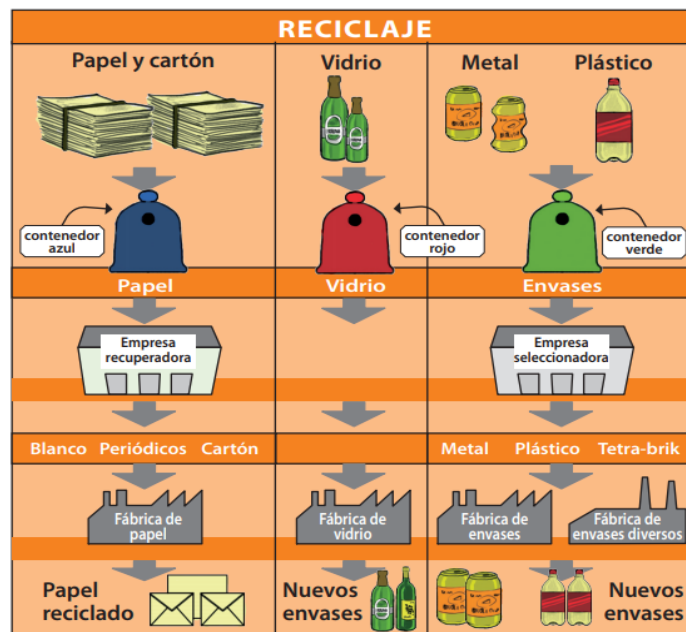 RECICLAJE
Papel y cartón
Vidrio
Metal
Plástico
contenedor
azul
contenedor
rojo
contenedor
verde
Papel
Vidrio
Envases
Empresa
recuperadora
Empresa
seleccionadora
Blanco Periódicos Cartón
Metal Plástico Tetra-brik
Fábrica de
papel
Fábrica de
vidrio
Fábrica de
envases
Fábrica de
envases diversos
Papel
reciclado
Nuevos
envases
Nuevos
envases